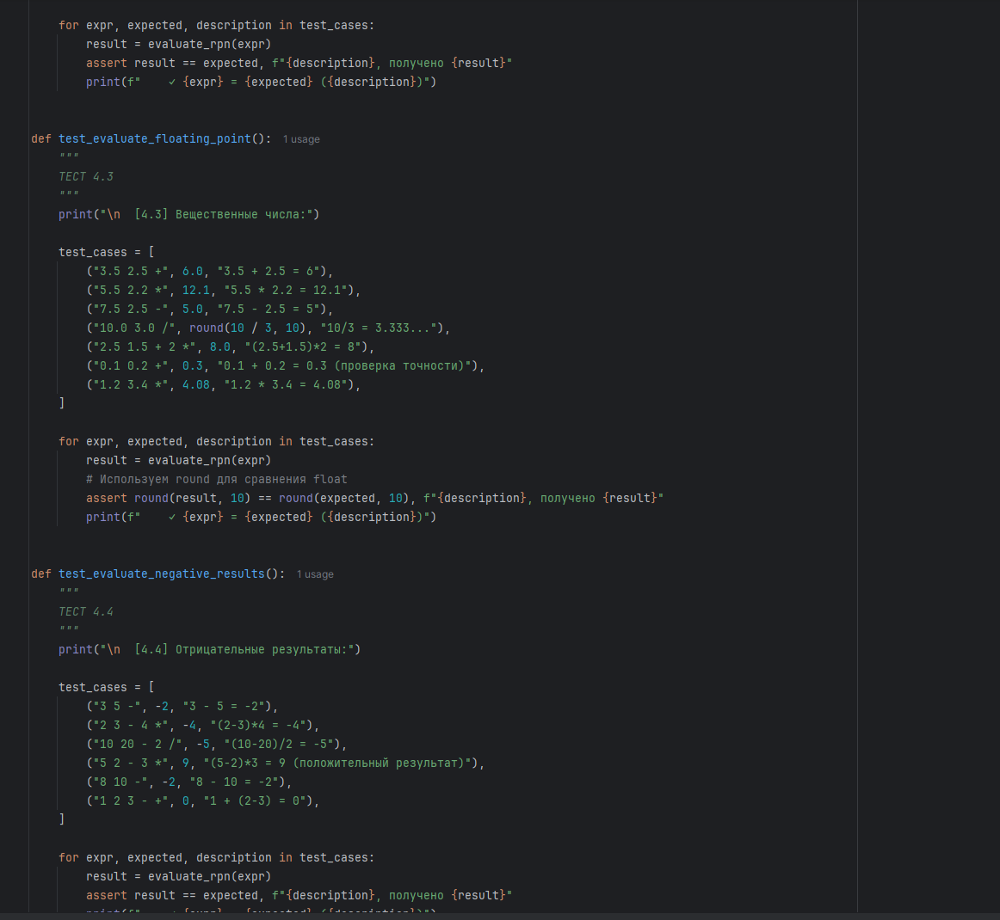 for expr, expected, description in test_cases:
        result = evaluate_rpn(expr)
        assert result == expected, f"{description}, получено {result}"
        print(f"    ✓ {expr} = {expected} ({description})")
def test_evaluate_floating_point(): 1 usage
    """
    ТЕСТ 4.3
    """
    print("\n  [4.3] Вещественные числа:")
    test_cases = [
        ("3.5 2.5 +", 6.0, "3.5 + 2.5 = 6"),
        ("5.5 2.2 *", 12.1, "5.5 * 2.2 = 12.1"),
        ("7.5 2.5 -", 5.0, "7.5 - 2.5 = 5"),
        ("10.0 3.0 /", round(10 / 3, 10), "10/3 = 3.333..."),
        ("2.5 1.5 + 2 *", 8.0, "(2.5+1.5)*2 = 8"),
        ("0.1 0.2 +", 0.3, "0.1 + 0.2 = 0.3 (проверка точности)"),
        ("1.2 3.4 *", 4.08, "1.2 * 3.4 = 4.08"),
    ]
    for expr, expected, description in test_cases:
        result = evaluate_rpn(expr)
        # Используем round для сравнения float
        assert round(result, 10) == round(expected, 10), f"{description}, получено {result}"
        print(f"    ✓ {expr} = {expected} ({description})")
def test_evaluate_negative_results(): 1 usage
    """
    ТЕСТ 4.4
    """
    print("\n  [4.4] Отрицательные результаты:")
    test_cases = [
        ("3 5 -", -2, "3 - 5 = -2"),
        ("2 3 - 4 *", -4, "(2-3)*4 = -4"),
        ("10 20 - 2 /", -5, "(10-20)/2 = -5"),
        ("5 2 - 3 *", 9, "(5-2)*3 = 9 (положительный результат)"),
        ("8 10 -", -2, "8 - 10 = -2"),
        ("1 2 3 - +", 0, "1 + (2-3) = 0"),
    ]
    for expr, expected, description in test_cases:
        result = evaluate_rpn(expr)
        assert result == expected, f"{description}, получено {result}"